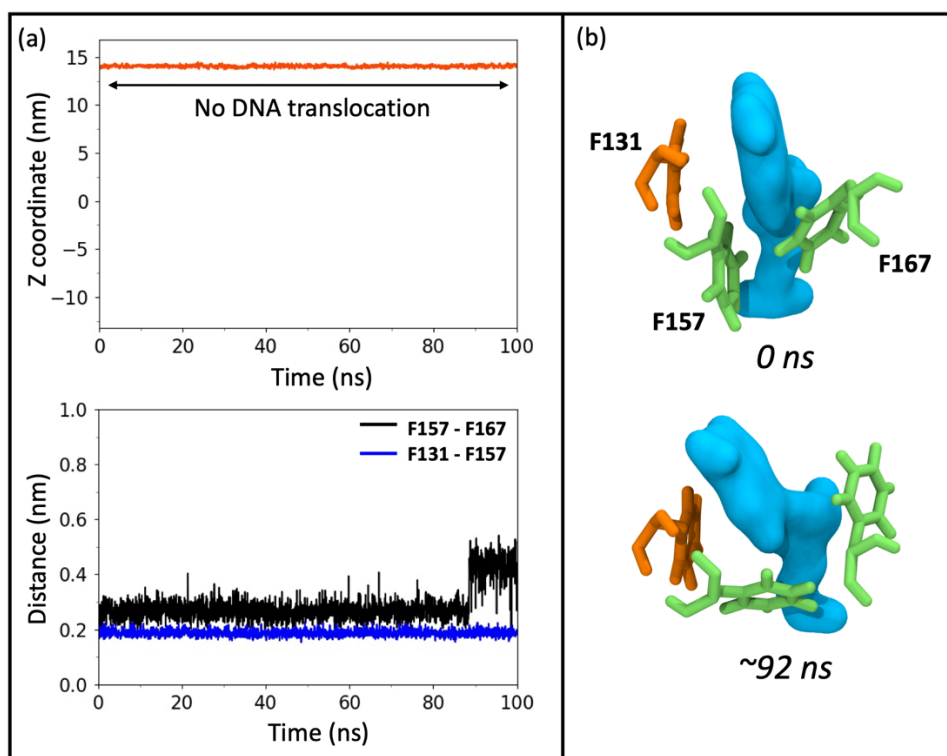 (a)
15
10
5
0
−5
−10
Z coordinate (nm)
No DNA translocation
0 20 40 60 80 100
Time (ns)
1.0
0.8
0.6
0.4
0.2
0.0
Distance (nm)
F157 - F167
F131 - F157
0 20 40 60 80 100
Time (ns)
(b)
F131
F167
F157
0 ns
~92 ns